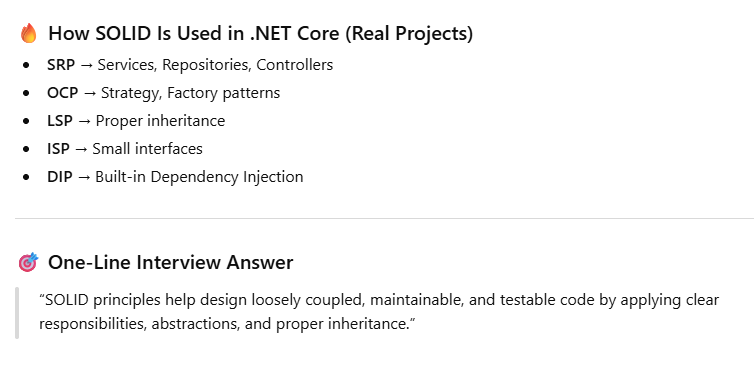 🔥 How SOLID Is Used in .NET Core (Real Projects)
• SRP → Services, Repositories, Controllers
• OCP → Strategy, Factory patterns
• LSP → Proper inheritance
• ISP → Small interfaces
• DIP → Built-in Dependency Injection
🎯 One-Line Interview Answer
“SOLID principles help design loosely coupled, maintainable, and testable code by applying clear
responsibilities, abstractions, and proper inheritance.”